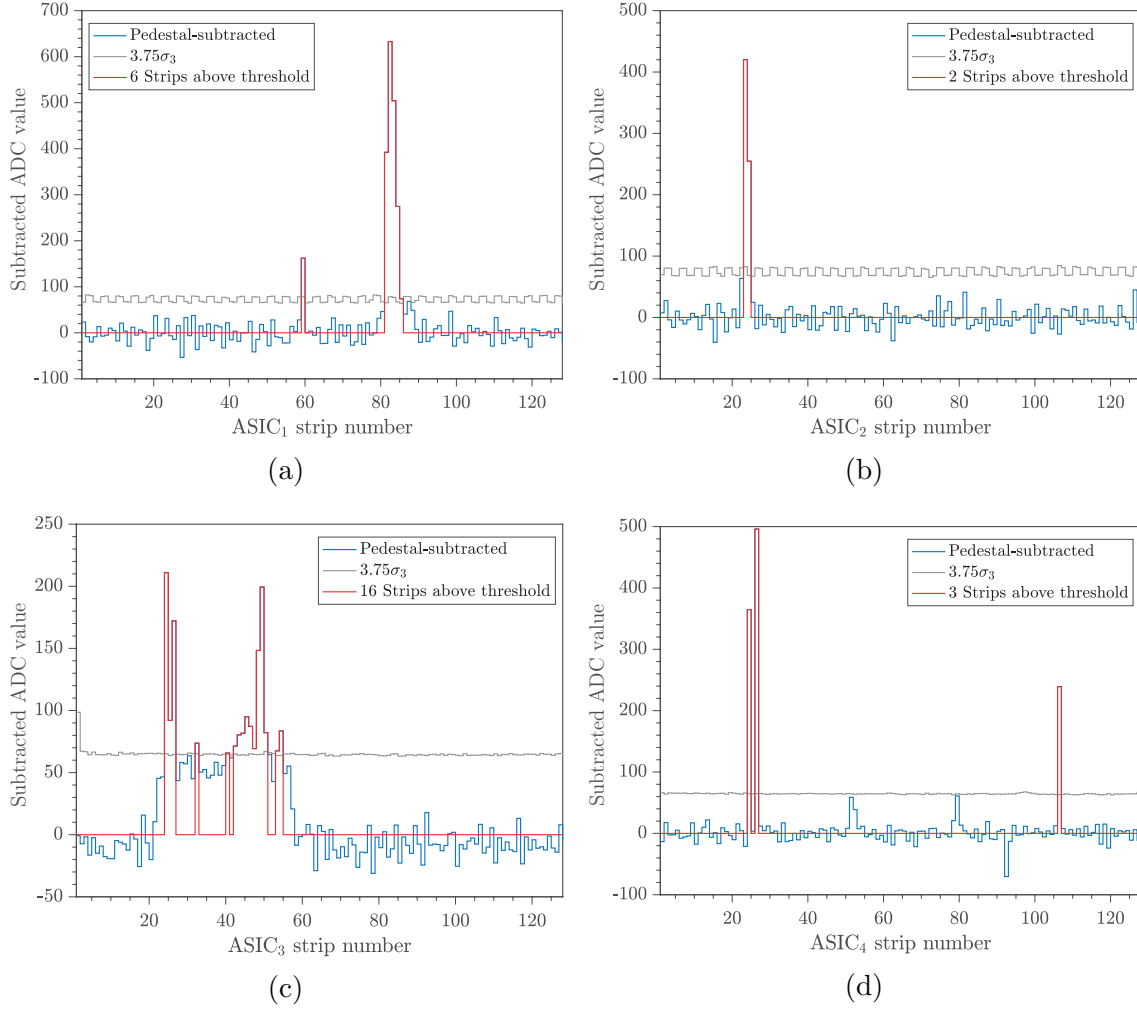 700
600
500
400
300
200
100
0
-100
Subtracted ADC value
Pedestal-subtracted
3.75σ₃
6 Strips above threshold
20 40 60 80 100 120
ASIC₁ strip number
(a)
500
400
300
200
100
0
-100
Subtracted ADC value
Pedestal-subtracted
3.75σ₃
2 Strips above threshold
20 40 60 80 100 120
ASIC₂ strip number
(b)
250
200
150
100
50
0
-50
Subtracted ADC value
Pedestal-subtracted
3.75σ₃
16 Strips above threshold
20 40 60 80 100 120
ASIC₃ strip number
(c)
500
400
300
200
100
0
-100
Subtracted ADC value
Pedestal-subtracted
3.75σ₃
3 Strips above threshold
20 40 60 80 100 120
ASIC₄ strip number
(d)